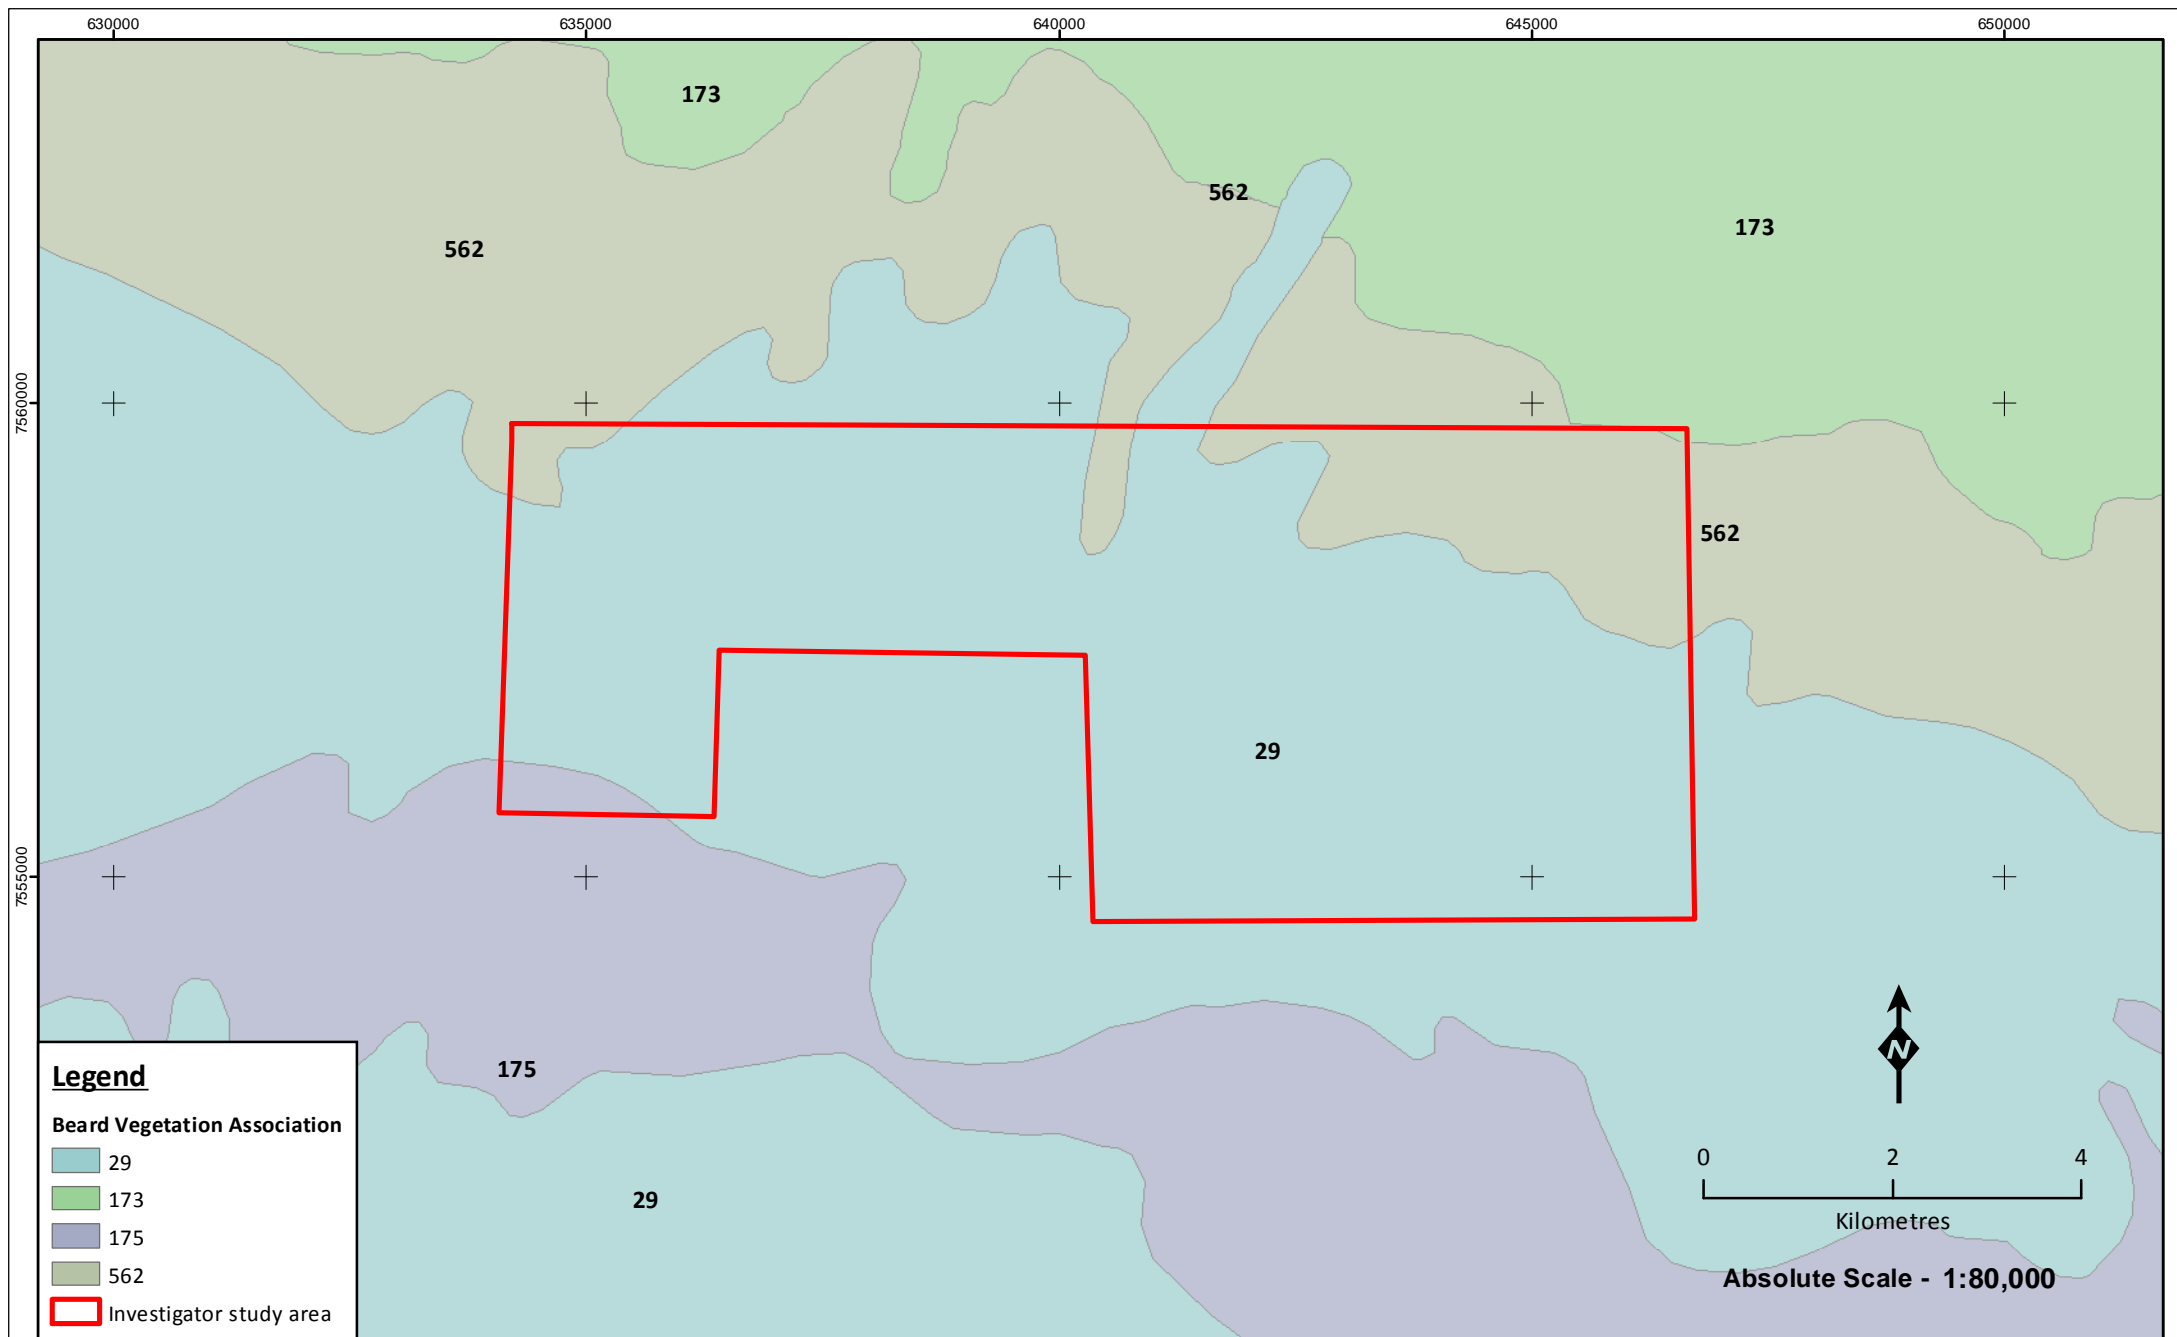 630000 635000 640000 645000 650000
173
562
173
562
7560000
562
29
7555000
175
29
Legend
Beard Vegetation Association
29
173
175
562
Investigator study area
N
0 2 4
Kilometres
Absolute Scale - 1:80,000